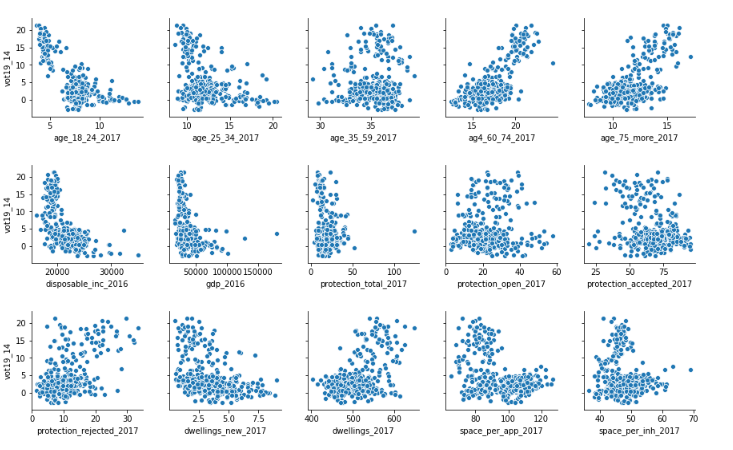 vot19_14
20
15
10
5
0
5 10
10 15 20
30 35
15 20
10 15
age_18_24_2017 age_25_34_2017 age_35_59_2017 ag4_60_74_2017 age_75_more_2017
vot19_14
20
15
10
5
0
20000 30000
50000 100000 150000
0 50 100
0 20 40 60
25 50 75
disposable_inc_2016 gdp_2016 protection_total_2017 protection_open_2017 protection_accepted_2017
vot19_14
20
15
10
5
0
0 10 20 30
2.5 5.0 7.5
400 500 600
80 100 120
40 50 60 70
protection_rejected_2017 dwellings_new_2017 dwellings_2017 space_per_app_2017 space_per_inh_2017